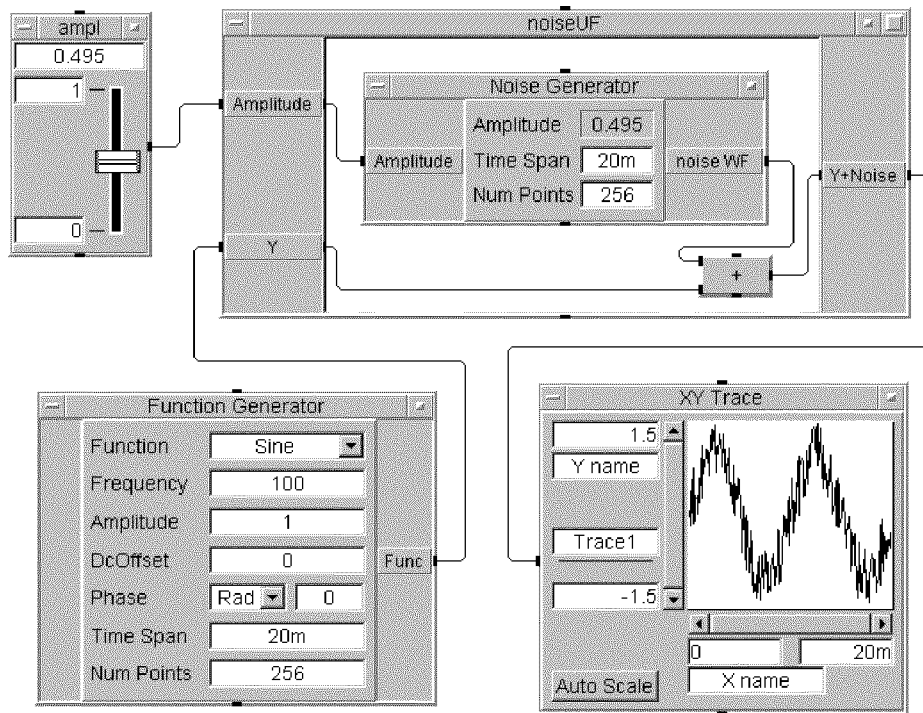 ampl
0.495
1
0
noiseUF
Amplitude
Y
Noise Generator
Amplitude
Amplitude 0.495
Time Span 20m
Num Points 256
noise WF
+
Y+Noise
Function Generator
Function Sine
Frequency 100
Amplitude 1
DcOffset 0
Phase Rad 0
Time Span 20m
Num Points 256
Func
XY Trace
1.5
Y name
Trace1
-1.5
0 20m
X name
Auto Scale